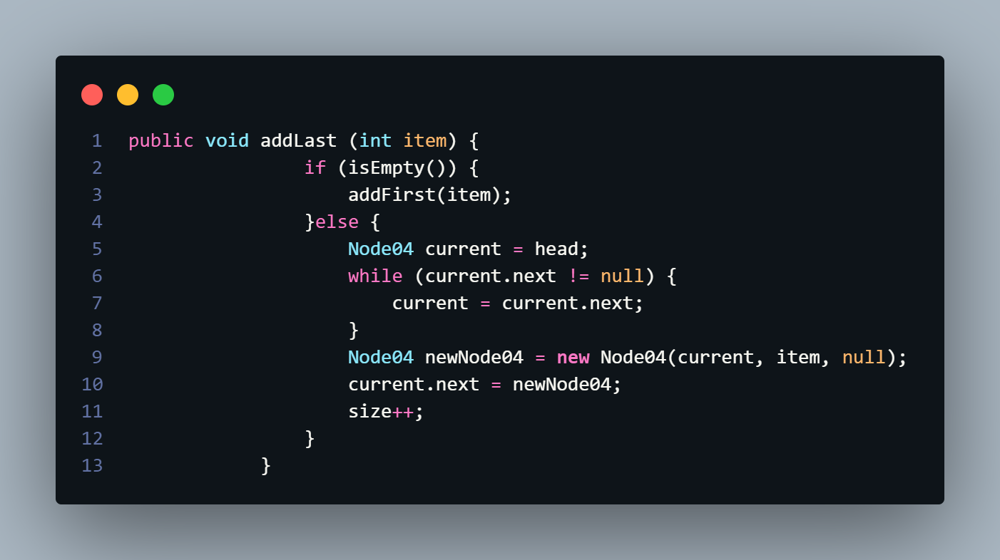 1 public void addLast (int item) {
2 if (isEmpty()) {
3 addFirst(item);
4 }else {
5 Node04 current = head;
6 while (current.next != null) {
7 current = current.next;
8 }
9 Node04 newNode04 = new Node04(current, item, null);
10 current.next = newNode04;
11 size++;
12 }
13 }